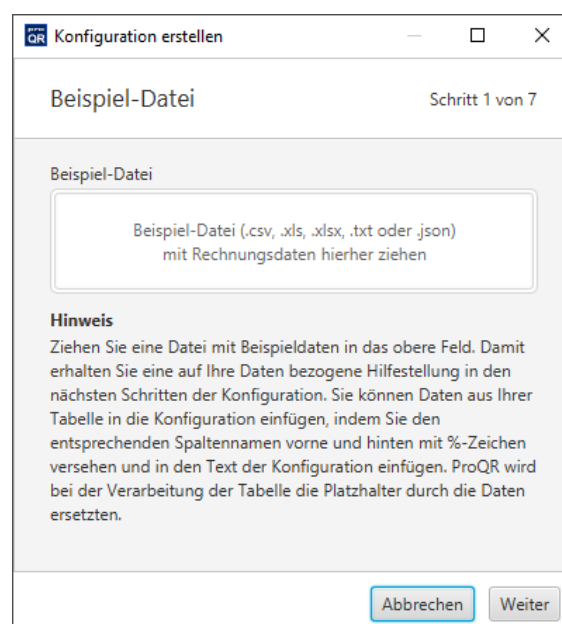 pro QR Konfiguration erstellen
Beispiel-Datei Schritt 1 von 7
Beispiel-Datei
Beispiel-Datei (.csv, .xls, .xlsx, .txt oder .json)
mit Rechnungsdaten hierher ziehen
Hinweis
Ziehen Sie eine Datei mit Beispieldaten in das obere Feld. Damit
erhalten Sie eine auf Ihre Daten bezogene Hilfestellung in den
nächsten Schritten der Konfiguration. Sie können Daten aus Ihrer
Tabelle in die Konfiguration einfügen, indem Sie den
entsprechenden Spaltennamen vorne und hinten mit %-Zeichen
versehen und in den Text der Konfiguration einfügen. ProQR wird
bei der Verarbeitung der Tabelle die Platzhalter durch die Daten
ersetzten.
Abbrechen Weiter